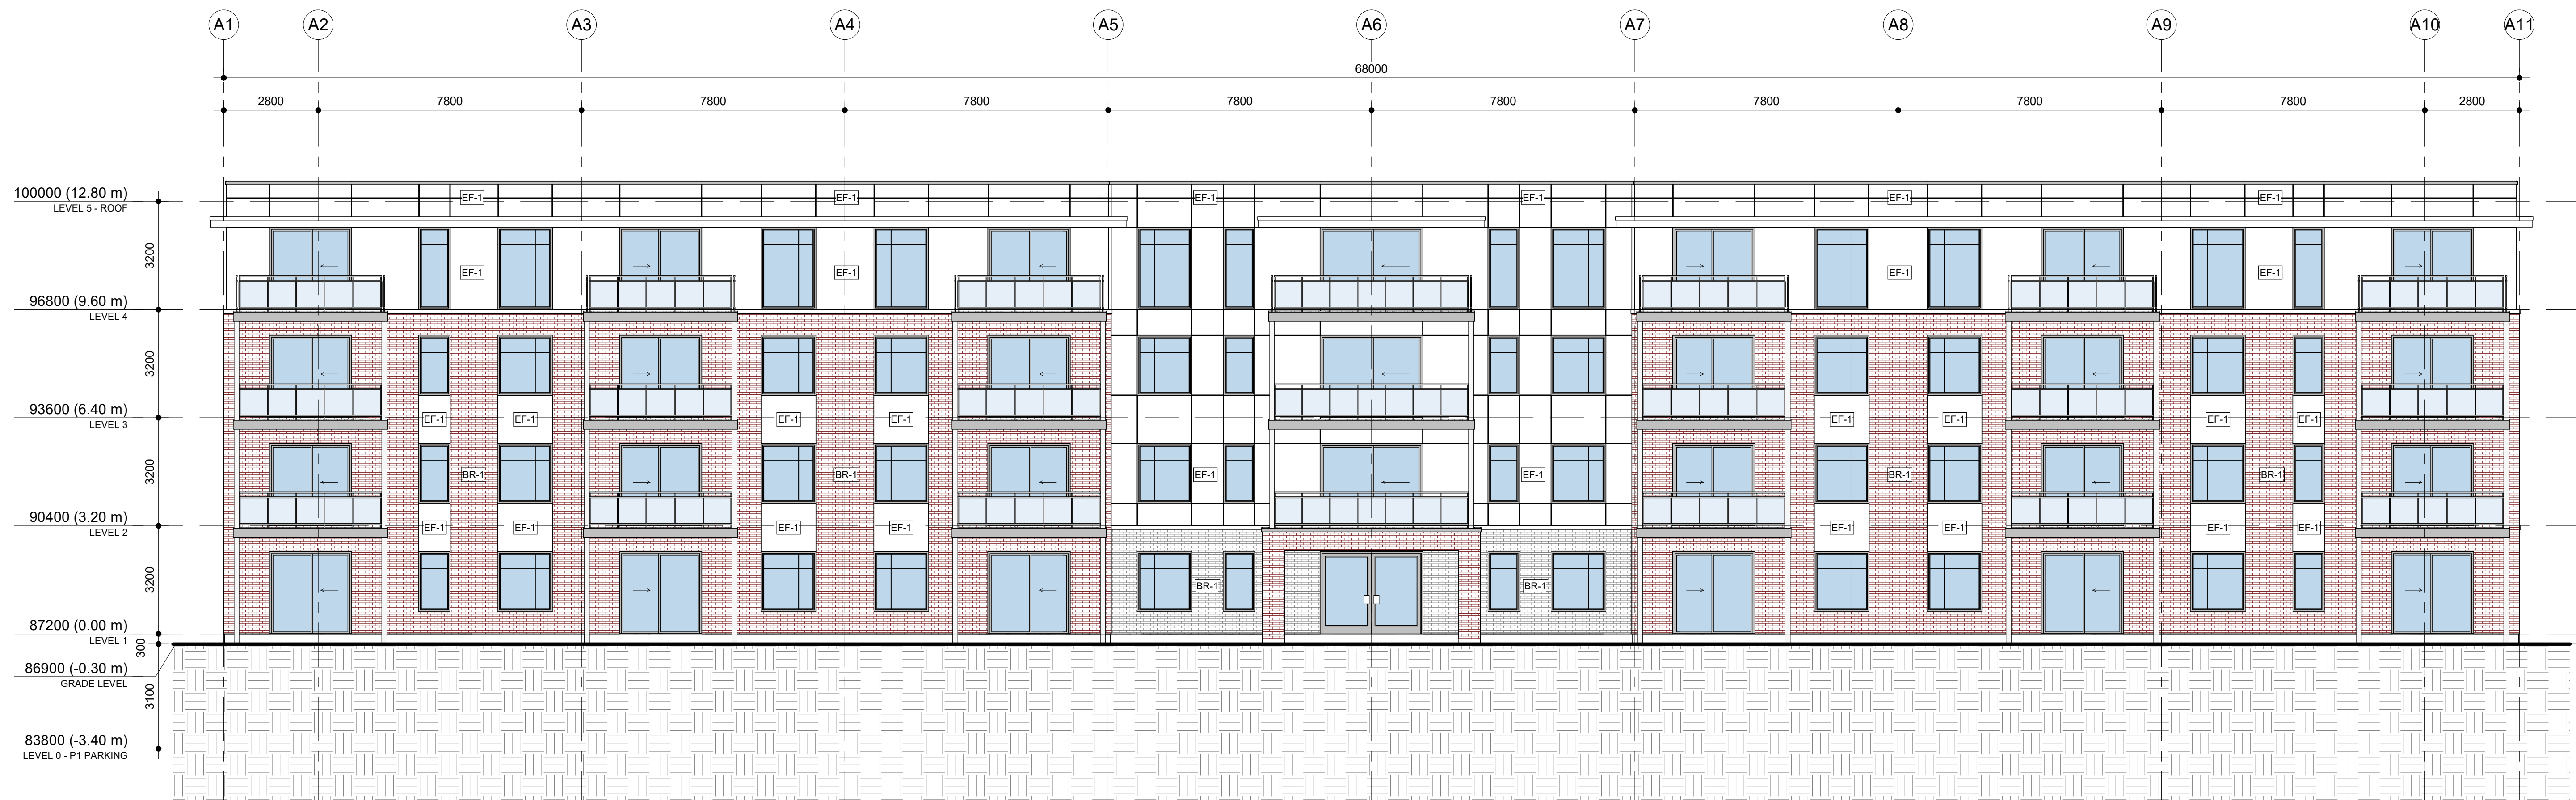 A1 A2 A3 A4 A5 A6 A7 A8 A9 A10 A11
68000
2800 7800 7800 7800 7800 7800 7800 7800 7800 2800
100000 (12.80 m)
LEVEL 5 - ROOF
EF-1 EF-1 EF-1 EF-1 EF-1 EF-1
3200
EF-1 EF-1 EF-1 EF-1
96800 (9.60 m)
LEVEL 4
3200
93600 (6.40 m)
LEVEL 3
EF-1 EF-1 EF-1 EF-1 EF-1 EF-1 EF-1 EF-1
3200
BR-1 BR-1 EF-1 EF-1 BR-1 BR-1
90400 (3.20 m)
LEVEL 2
EF-1 EF-1 EF-1 EF-1 EF-1 EF-1 EF-1 EF-1
3200
BR-1 BR-1
87200 (0.00 m)
LEVEL 1
300
86900 (-0.30 m)
GRADE LEVEL
3100
83800 (-3.40 m)
LEVEL 0 - P1 PARKING